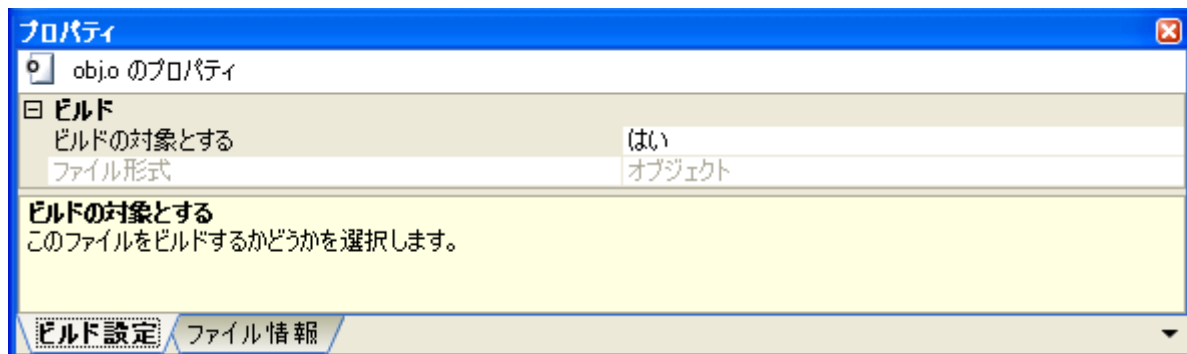 プロパティ
obj.o のプロパティ
ビルド
ビルドの対象とする はい
ファイル形式 オブジェクト
ビルドの対象とする
このファイルをビルドするかどうかを選択します。
ビルド設定 ファイル情報